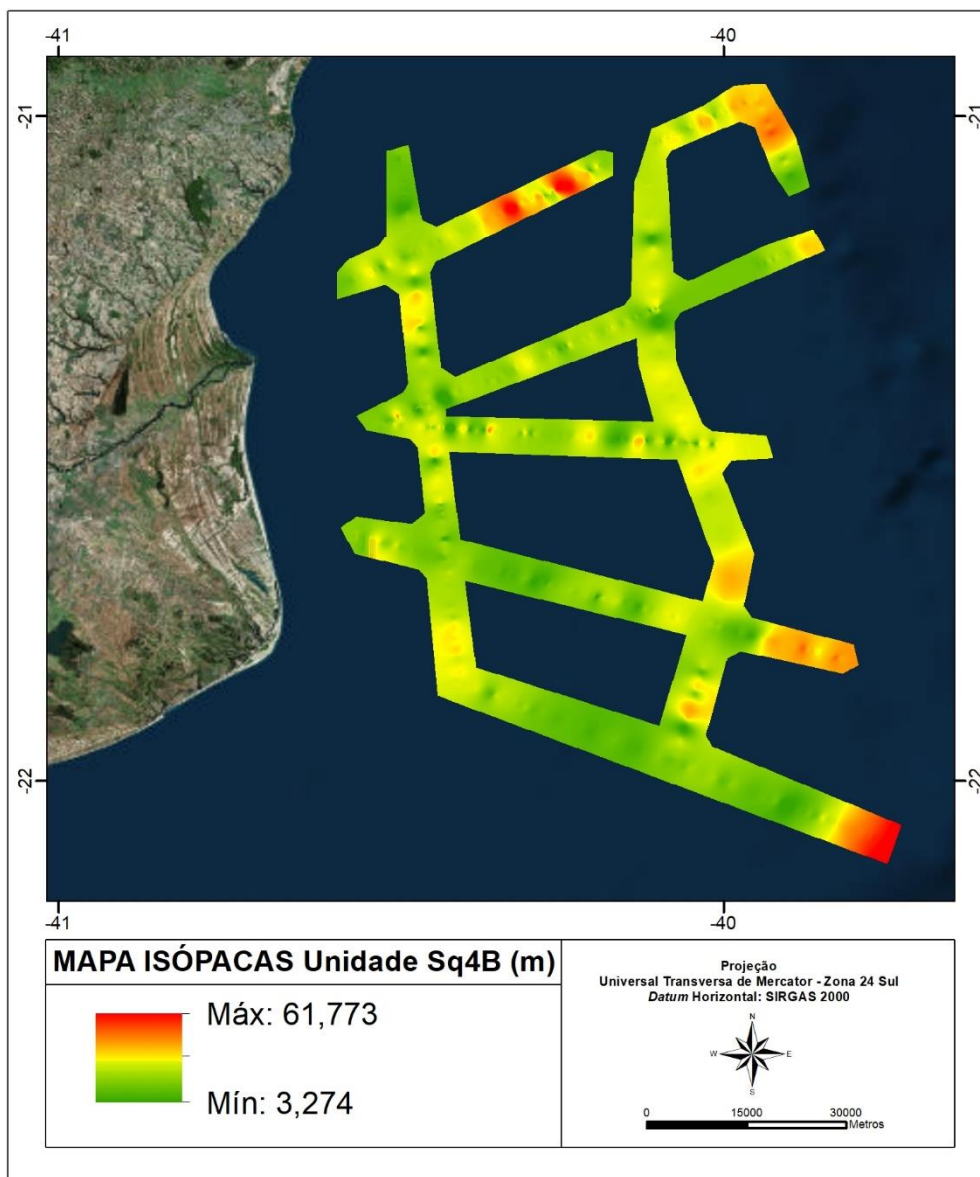 -41
-40
-21
-21
-22
-22
-41
-40
MAPA ISÓPACAS Unidade Sq4B (m)
Máx: 61,773
Mín: 3,274
Projeção
Universal Transversa de Mercator - Zona 24 Sul
Datum Horizontal: SIRGAS 2000
N
W
E
S
0
15000
30000
Metros